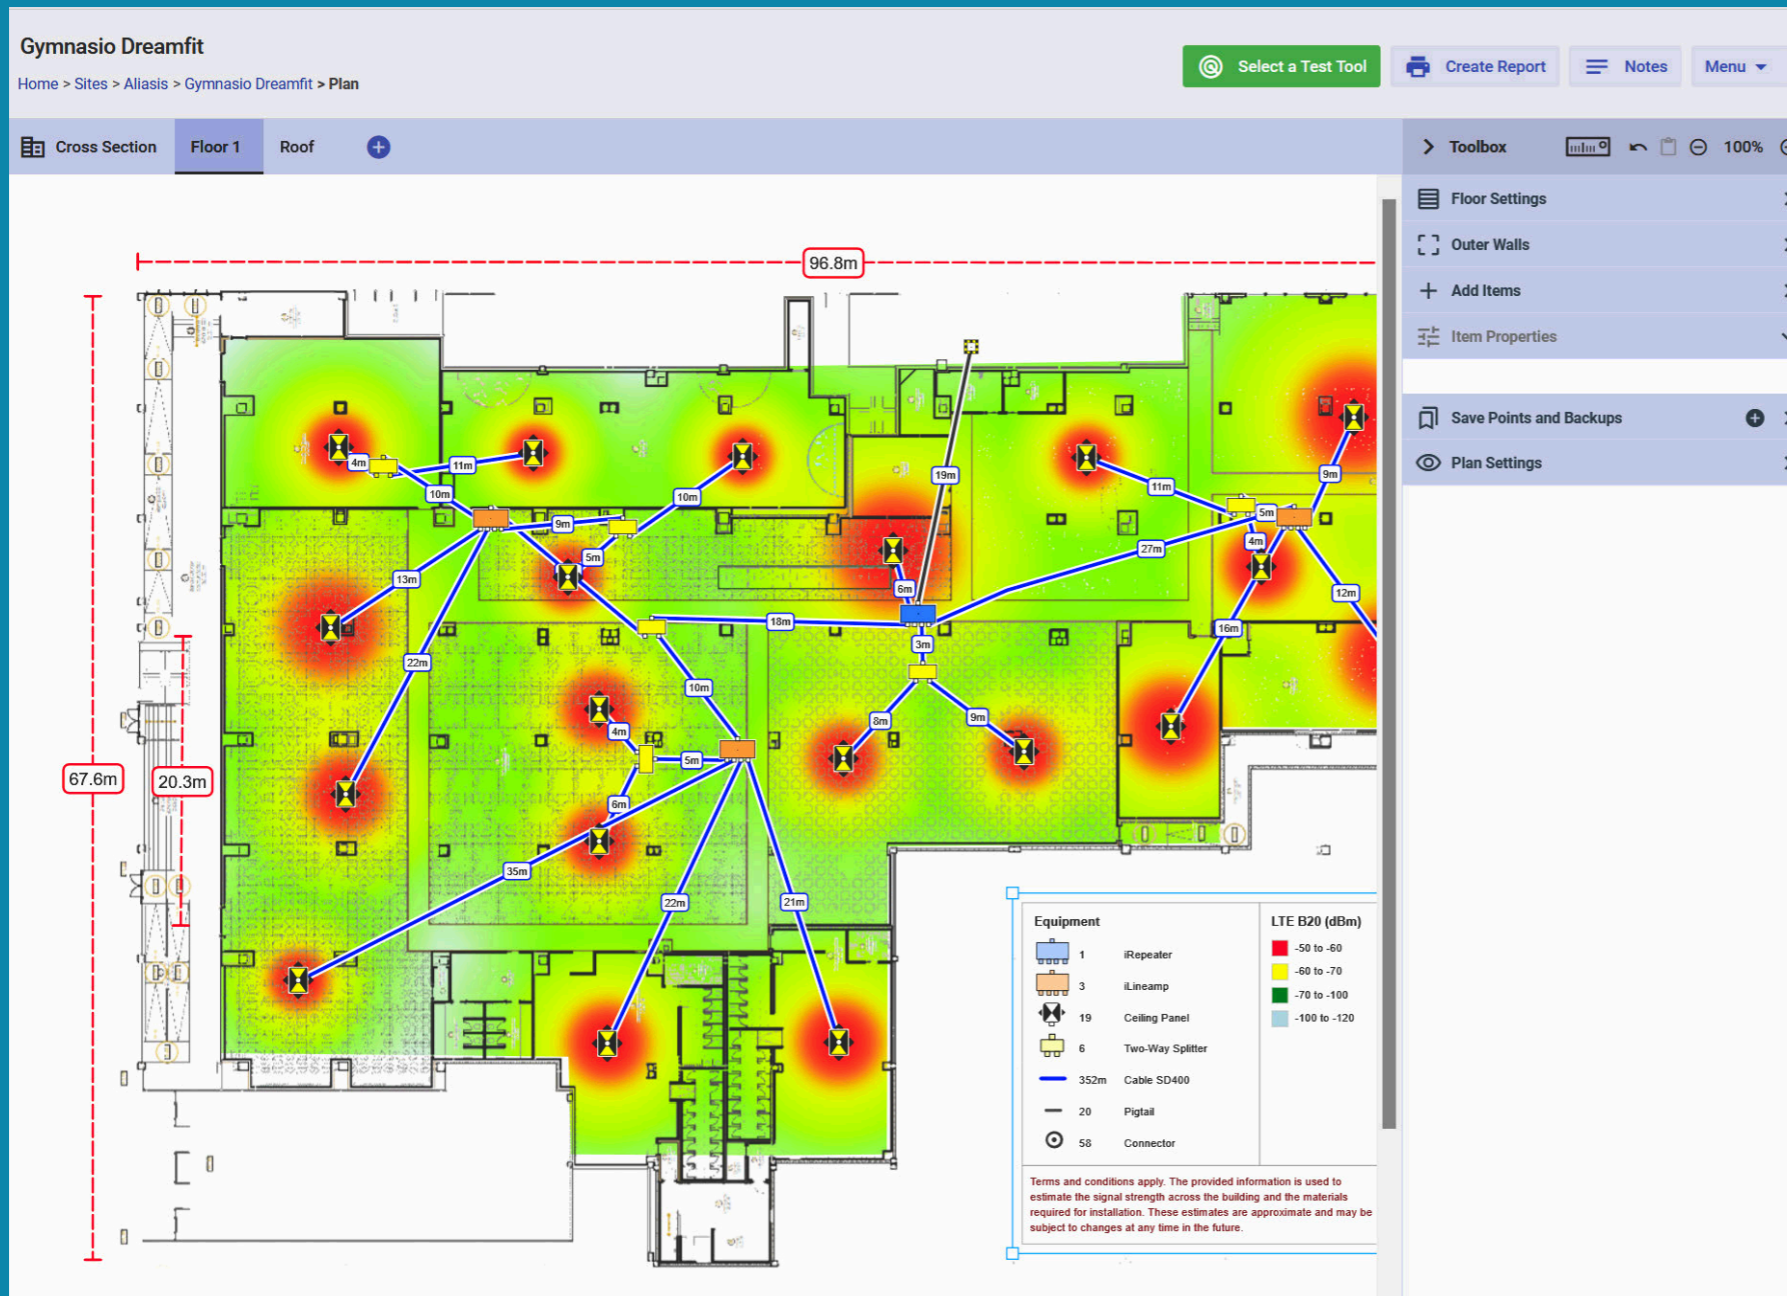 Gymnasio Dreamfit
Home > Sites > Aliasis > Gymnasio Dreamfit > Plan
Select a Test Tool
Create Report
Notes
Menu
Cross Section
Floor 1
Roof
Toolbox
100%
Floor Settings
Outer Walls
Add Items
Item Properties
Save Points and Backups
Plan Settings
96.8m
67.6m
20.3m
4m
11m
10m
10m
9m
5m
13m
22m
18m
19m
6m
3m
11m
5m
4m
9m
27m
12m
16m
10m
4m
5m
6m
8m
9m
35m
22m
21m
Equipment
1 iRepeater
3 iLineamp
19 Ceiling Panel
6 Two-Way Splitter
352m Cable SD400
20 Pigtail
58 Connector
LTE B20 (dBm)
-50 to -60
-60 to -70
-70 to -100
-100 to -120
Terms and conditions apply. The provided information is used to
estimate the signal strength across the building and the materials
required for installation. These estimates are approximate and may be
subject to changes at any time in the future.